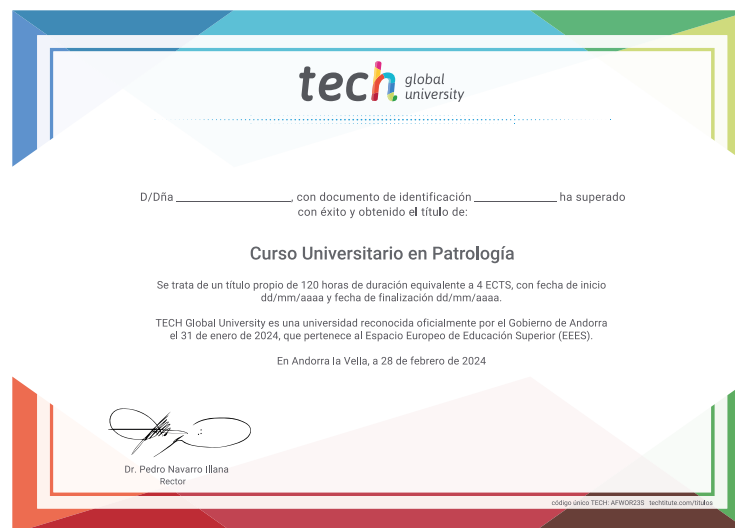 tech global
university
D/Dña ____________________, con documento de identificación ______________ ha superado
con éxito y obtenido el título de:
Curso Universitario en Patrología
Se trata de un título propio de 120 horas de duración equivalente a 4 ECTS, con fecha de inicio
dd/mm/aaaa y fecha de finalización dd/mm/aaaa.
TECH Global University es una universidad reconocida oficialmente por el Gobierno de Andorra
el 31 de enero de 2024, que pertenece al Espacio Europeo de Educación Superior (EEES).
En Andorra la Vella, a 28 de febrero de 2024
Dr. Pedro Navarro Illana
Rector
código único TECH: AFWOR23S techtitute.com/titulos